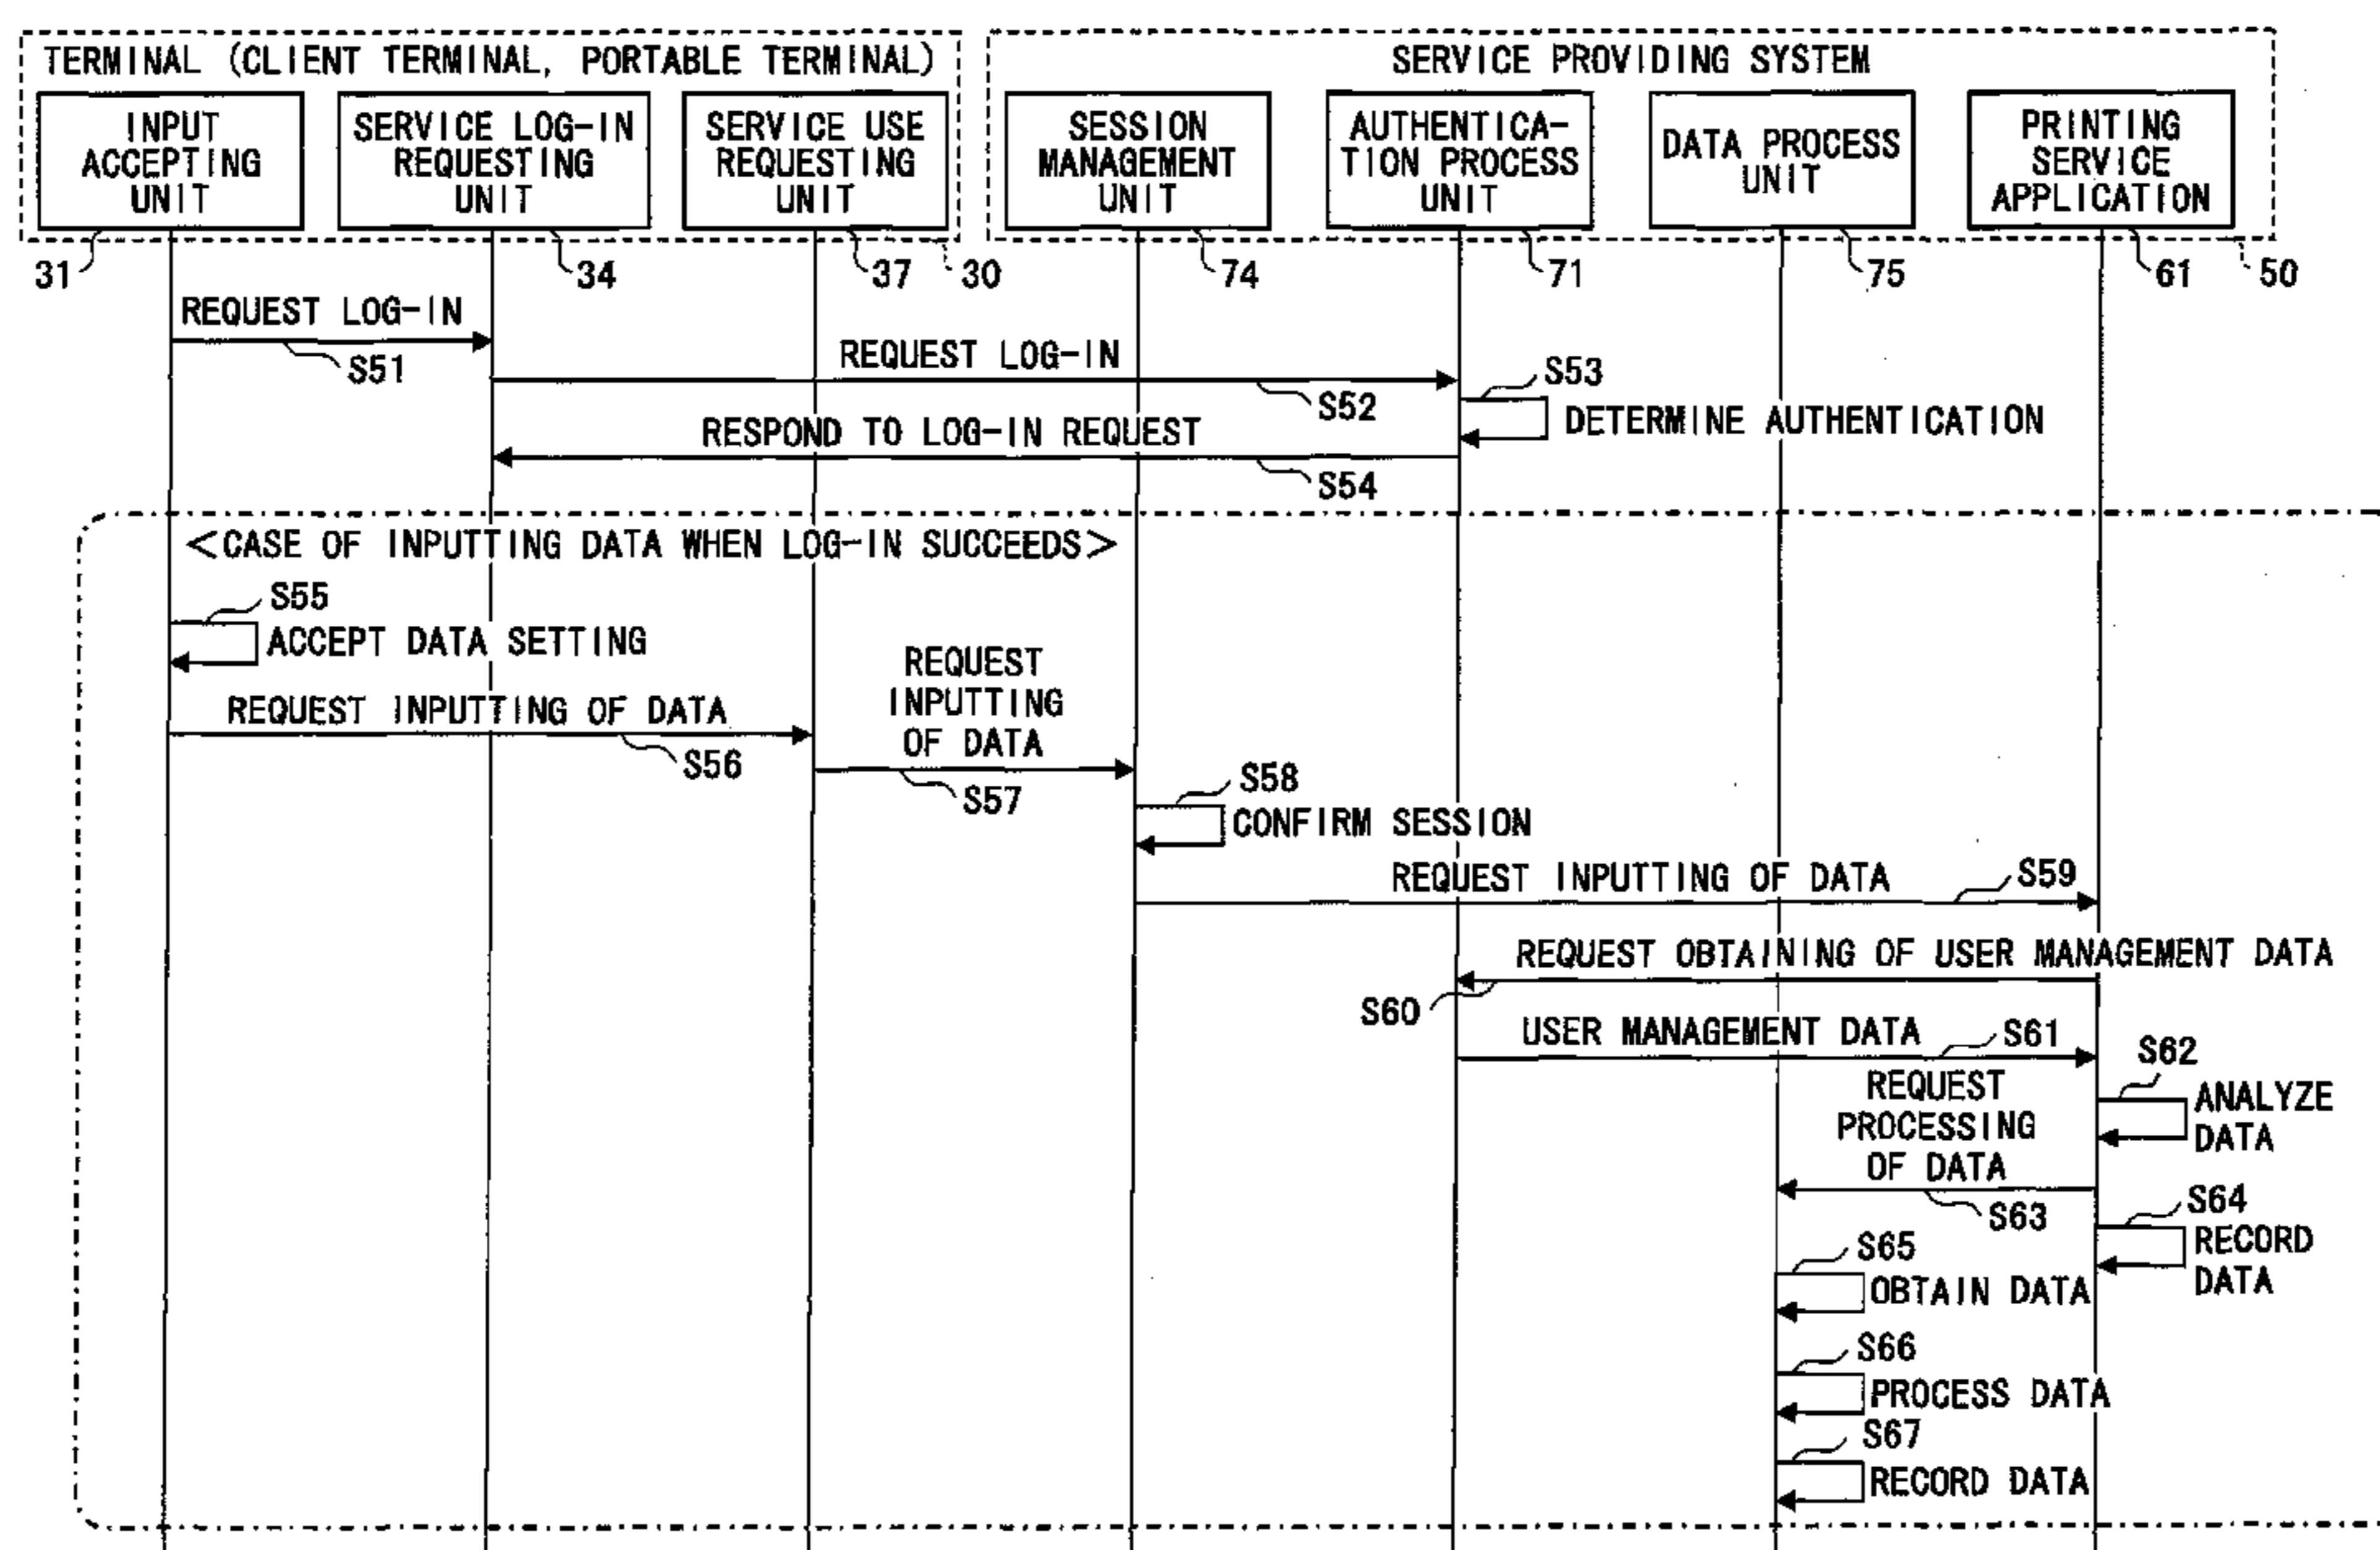 TERMINAL (CLIENT TERMINAL, PORTABLE TERMINAL)
SERVICE PROVIDING SYSTEM
INPUT
ACCEPTING
UNIT
SERVICE LOG-IN
REQUESTING
UNIT
SERVICE USE
REQUESTING
UNIT
SESSION
MANAGEMENT
UNIT
AUTHENTICA-
TION PROCESS
UNIT
DATA PROCESS
UNIT
PRINTING
SERVICE
APPLICATION
31
34
37
30
74
71
75
61
50
REQUEST LOG-IN
S51
REQUEST LOG-IN
S52
S53
DETERMINE AUTHENTICATION
RESPOND TO LOG-IN REQUEST
S54
<CASE OF INPUTTING DATA WHEN LOG-IN SUCCEEDS>
S55
ACCEPT DATA SETTING
REQUEST INPUTTING OF DATA
S56
REQUEST
INPUTTING
OF DATA
S57
S58
CONFIRM SESSION
REQUEST INPUTTING OF DATA
S59
REQUEST OBTAINING OF USER MANAGEMENT DATA
S60
USER MANAGEMENT DATA
S61
S62
ANALYZE
DATA
REQUEST
PROCESSING
OF DATA
S63
S64
RECORD
DATA
S65
OBTAIN DATA
S66
PROCESS DATA
S67
RECORD DATA